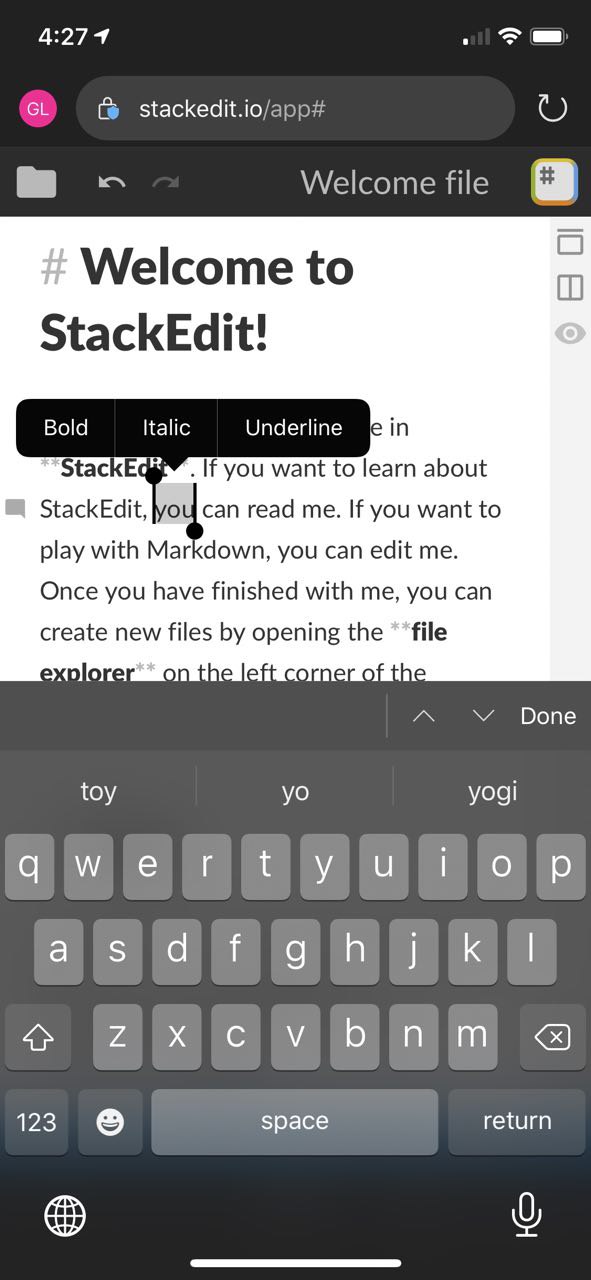 4:27
GL
stackedit.io/app#
Welcome file
#
# Welcome to
StackEdit!
Bold Italic Underline
e in
**StackEdit**. If you want to learn about
StackEdit, you can read me. If you want to
play with Markdown, you can edit me.
Once you have finished with me, you can
create new files by opening the **file
explorer** on the left corner of the
Done
toy yo yogi
q w e r t y u i o p
a s d f g h j k l
z x c v b n m
123 space return